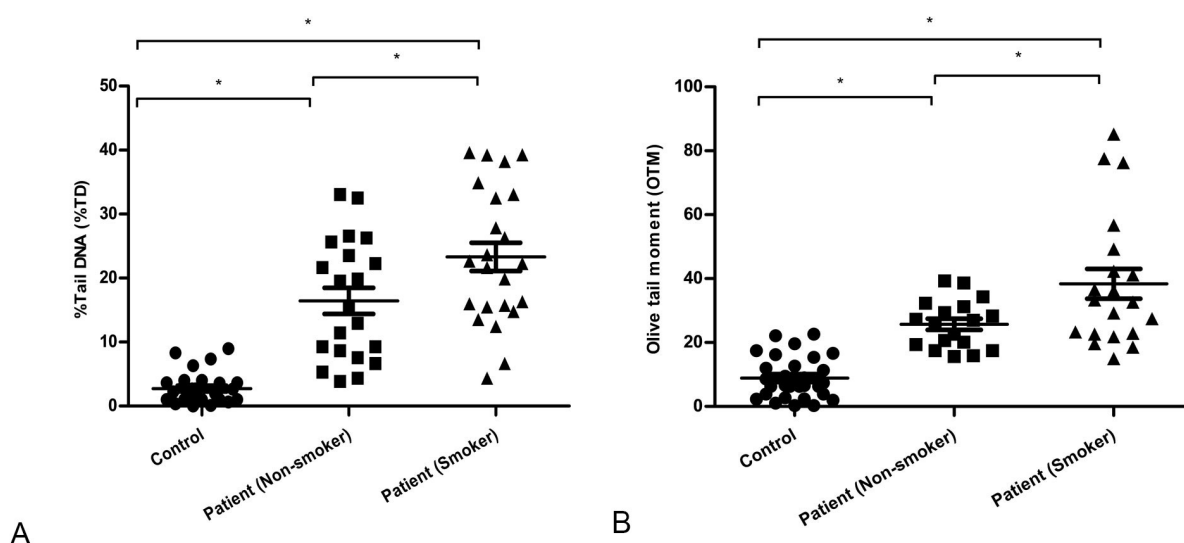 *
*
*
50
40
30
20
10
0
%Tail DNA (%TD)
Control
Patient (Non-smoker)
Patient (Smoker)
A
*
*
*
100
80
60
40
20
0
Olive tail moment (OTM)
Control
Patient (Non-smoker)
Patient (Smoker)
B